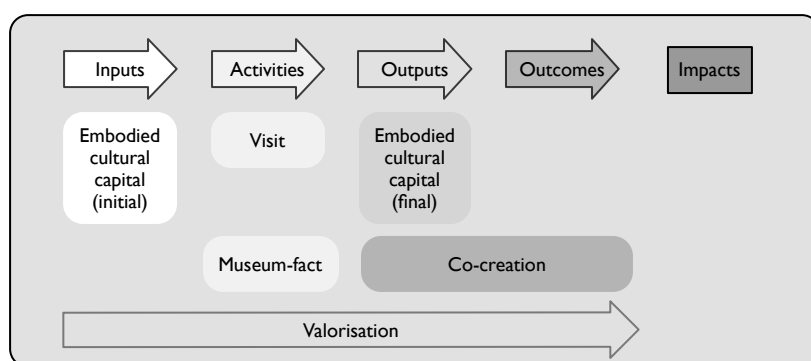 Inputs
Activities
Outputs
Outcomes
Impacts
Embodied
cultural
capital
(initial)
Visit
Embodied
cultural
capital
(final)
Museum-fact
Co-creation
Valorisation